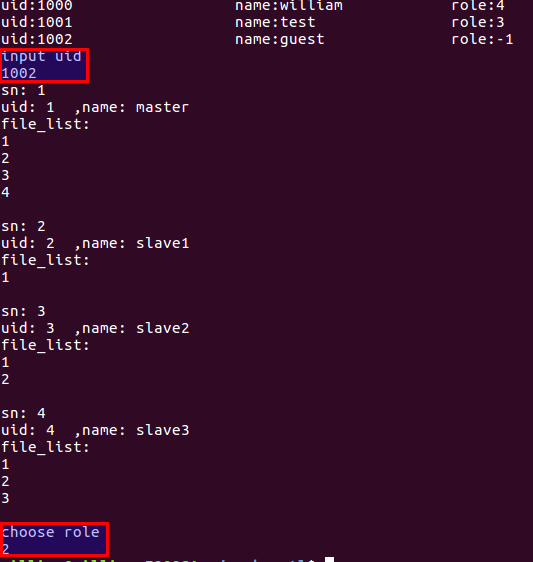 uid:1000 name:william role:4
uid:1001 name:test role:3
uid:1002 name:guest role:-1
input uid
1002
sn: 1
uid: 1 ,name: master
file_list:
1
2
3
4
sn: 2
uid: 2 ,name: slave1
file_list:
1
sn: 3
uid: 3 ,name: slave2
file_list:
1
2
sn: 4
uid: 4 ,name: slave3
file_list:
1
2
3
choose role
2